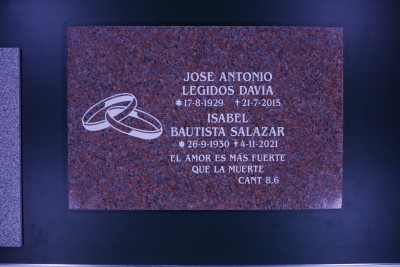 JOSE ANTONIO
LEGIDOS DAVIA
*17-8-1929 †21-7-2015
ISABEL
BAUTISTA SALAZAR
*26-9-1930 †4-11-2021
EL AMOR ES MÁS FUERTE
QUE LA MUERTE
CANT 8,6